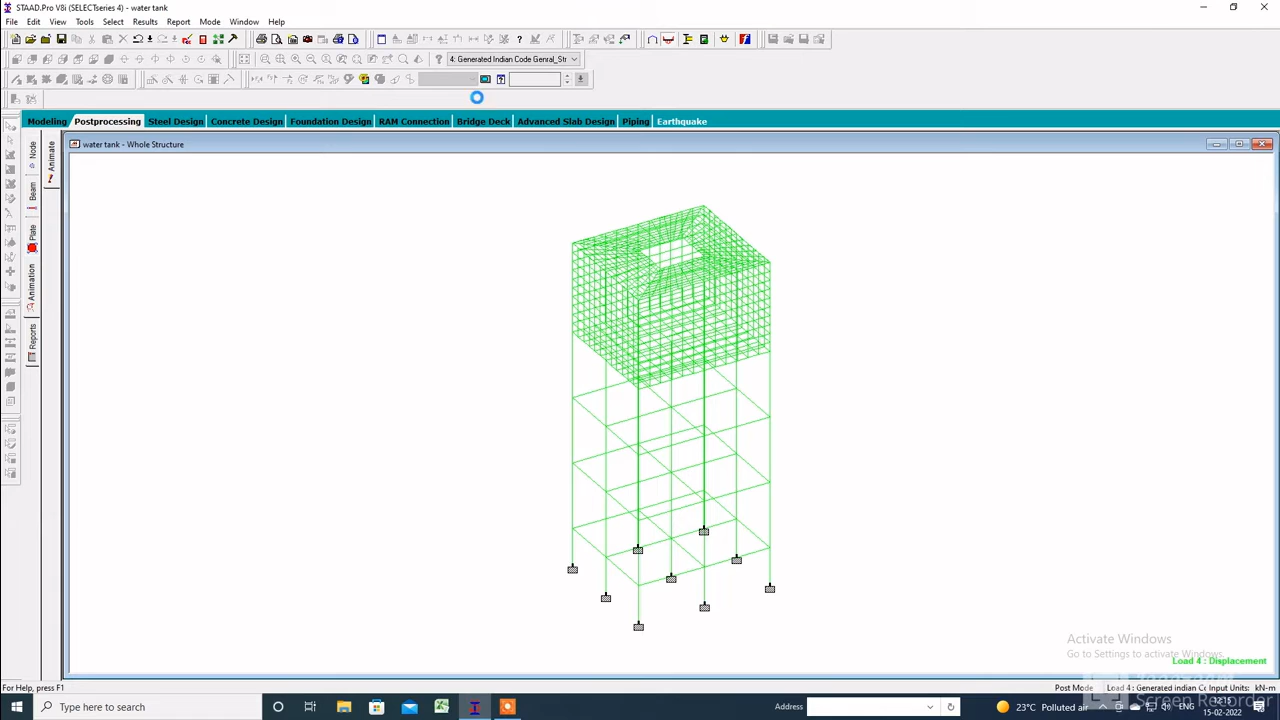 STAAD.Pro V8i (SELECTseries 4) - water tank
File Edit View Tools Select Results Report Mode Window Help
4: Generated Indian Code Genral_Str
Modeling Postprocessing Steel Design Concrete Design Foundation Design RAM Connection Bridge Deck Advanced Slab Design Piping Earthquake
water tank - Whole Structure
Animate
Node
Beam
Plate
Animation
Reports
Activate Windows
Go to Settings to activate Windows.
Load 4 : Displacement
For Help, press F1
Post Mode Load 4 : Generated indian C Input Units: kN-m
Type here to search
Address
23°C Polluted air
ENG
12:15
15-02-2022
Screen Recorder